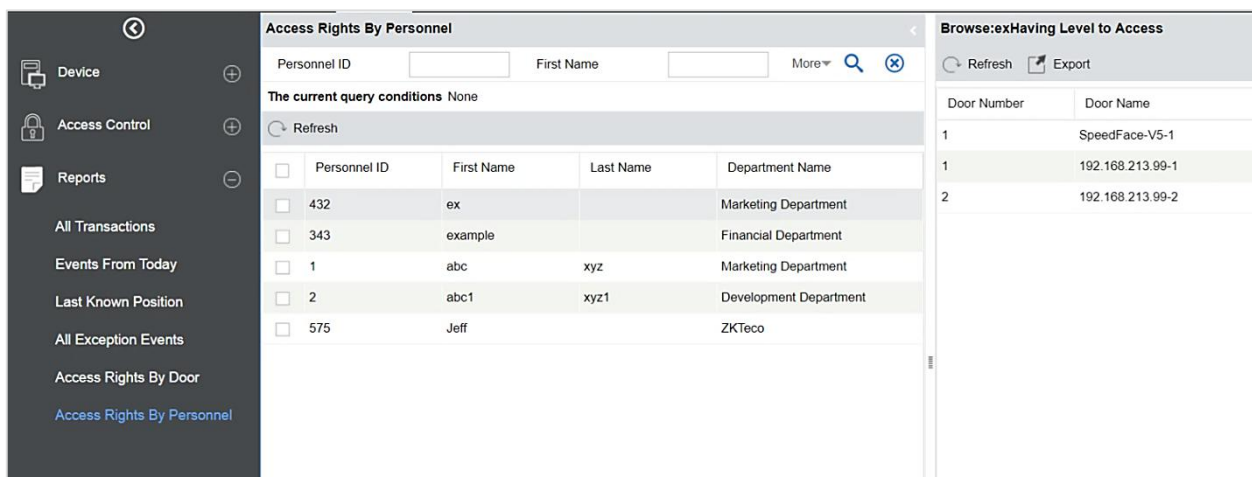 Device
Access Control
Reports
All Transactions
Events From Today
Last Known Position
All Exception Events
Access Rights By Door
Access Rights By Personnel
Access Rights By Personnel
Personnel ID First Name More
The current query conditions None
Refresh
Personnel ID First Name Last Name Department Name
432 ex Marketing Department
343 example Financial Department
1 abc xyz Marketing Department
2 abc1 xyz1 Development Department
575 Jeff ZKTeco
Browse:exHaving Level to Access
Refresh Export
Door Number Door Name
1 SpeedFace-V5-1
1 192.168.213.99-1
2 192.168.213.99-2